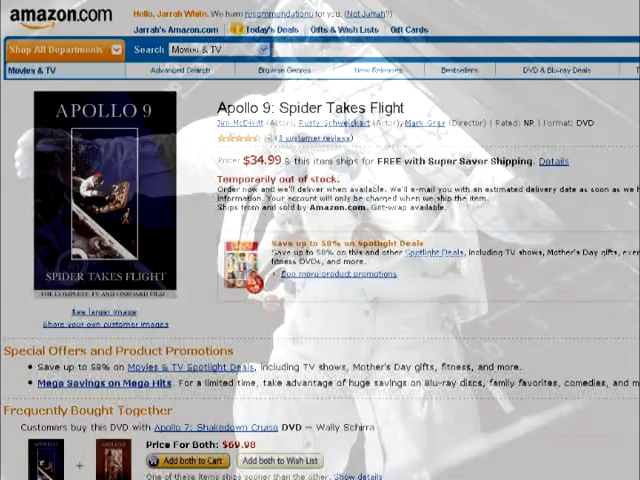 amazon.com
Hello, Jarrah White. We have recommendations for you. (Not Jarrah?)
Jarrah's Amazon.com Today's Deals Gifts & Wish Lists Gift Cards
Shop All Departments Search Movies & TV
Movies & TV Advanced Search Browse Genres New Releases Bestsellers DVD & Blu-ray Deals
APOLLO 9
SPIDER TAKES FLIGHT
THE COMPLETE TV AND ONBOARD FILM
Apollo 9: Spider Takes Flight
Jim McDivitt (Actor), Rusty Schweickart (Actor), Mark Gray (Director) | Rated: NR | Format: DVD
(3 customer reviews)
Price: $34.99 & this item ships for FREE with Super Saver Shipping. Details
Temporarily out of stock.
Order now and we'll deliver when available. We'll e-mail you with an estimated delivery date as soon as we h
information. Your account will only be charged when we ship the item.
Ships from and sold by Amazon.com. Gift-wrap available.
Save up to 58% on Spotlight Deals
Save up to 58% on this and other Spotlight Deals, including TV shows, Mother's Day gifts, exer
fitness DVDs, and more.
See more product promotions
See larger image
Share your own customer images
Special Offers and Product Promotions
Save up to 58% on Movies & TV Spotlight Deals, including TV shows, Mother's Day gifts, fitness, and more.
Mega Savings on Mega Hits. For a limited time, take advantage of huge savings on Blu-ray discs, family favorites, comedies, and m
Frequently Bought Together
Customers buy this DVD with Apollo 7: Shakedown Cruise DVD ~ Wally Schirra
Price For Both: $69.98
+ Add both to Cart Add both to Wish List
One of these items ships sooner than the other. Show details